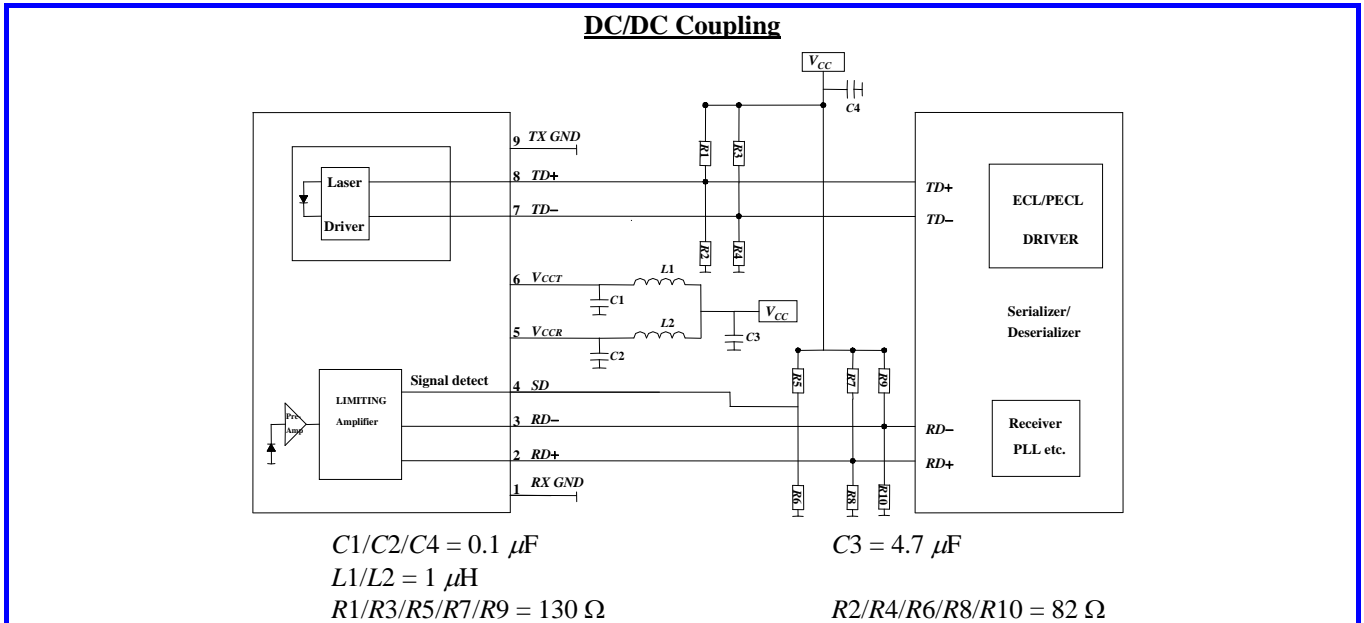 DC/DC Coupling
VCC
C4
9 TX GND
R1 R3
Laser
Driver
8 TD+
TD+
7 TD−
TD−
ECL/PECL
DRIVER
R2 R4
6 VCCT
L1
C1
VCC
L2
5 VCCR
C2
C3
Serializer/
Deserializer
R5 R7 R9
Signal detect
4 SD
LIMITING
Amplifier
Pre-
Amp
3 RD−
RD−
2 RD+
RD+
Receiver
PLL etc.
1 RX GND
R6 R8 R10
C1/C2/C4 = 0.1 μF
C3 = 4.7 μF
L1/L2 = 1 μH
R1/R3/R5/R7/R9 = 130 Ω
R2/R4/R6/R8/R10 = 82 Ω